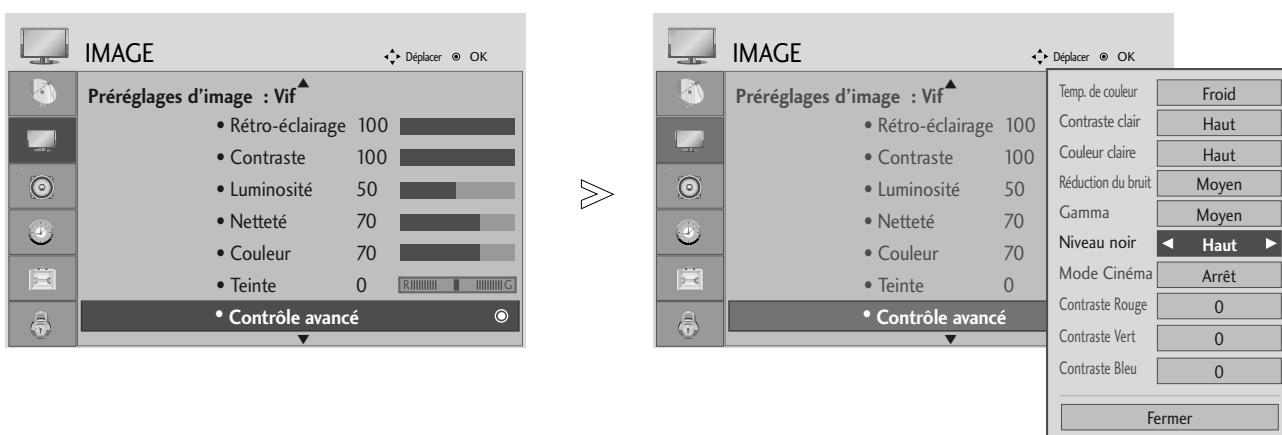 IMAGE
Déplacer OK
Préréglages d’image : Vif
• Rétro-éclairage 100
• Contraste 100
• Luminosité 50
• Netteté 70
• Couleur 70
• Teinte 0 R G
• Contrôle avancé
IMAGE
Déplacer OK
Préréglages d’image : Vif
• Rétro-éclairage 100
• Contraste 100
• Luminosité 50
• Netteté 70
• Couleur 70
• Teinte 0
• Contrôle avancé
Temp. de couleur Froid
Contraste clair Haut
Couleur claire Haut
Réduction du bruit Moyen
Gamma Moyen
Niveau noir Haut
Mode Cinéma Arrêt
Contraste Rouge 0
Contraste Vert 0
Contraste Bleu 0
Fermer